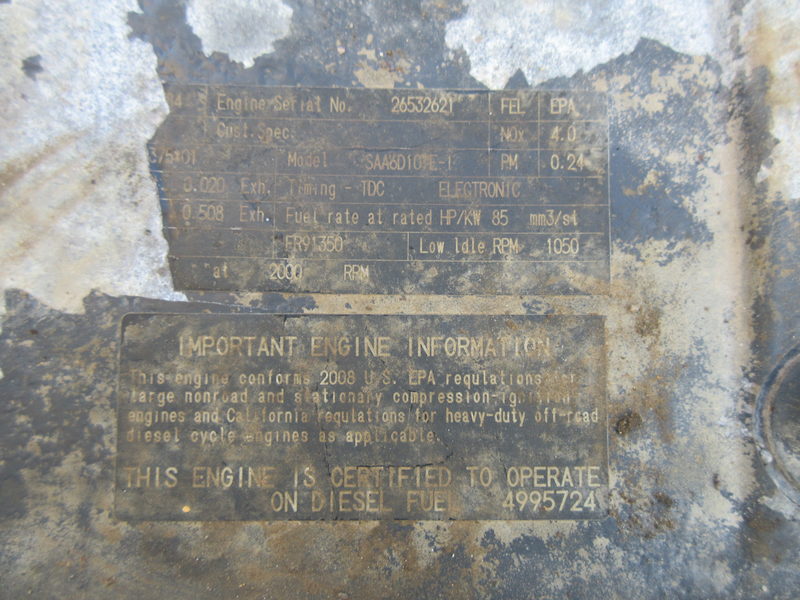 Engine Serial No. 26532621 FEL EPA
Cust.Spec. NOx 4.0
Model SAA6D107E-1 PM 0.24
0.020 Exh. Timing - TDC ELECTRONIC
0.508 Exh. Fuel rate at rated HP/KW 85 mm3/st
FR91350 Low Idle RPM 1050
at 2000 RPM
IMPORTANT ENGINE INFORMATION
This engine conforms 2008 U.S. EPA regulations for
large nonroad and stationary compression-ignition
engines and California regulations for heavy-duty off-road
diesel cycle engines as applicable.
THIS ENGINE IS CERTIFIED TO OPERATE
ON DIESEL FUEL 4995724